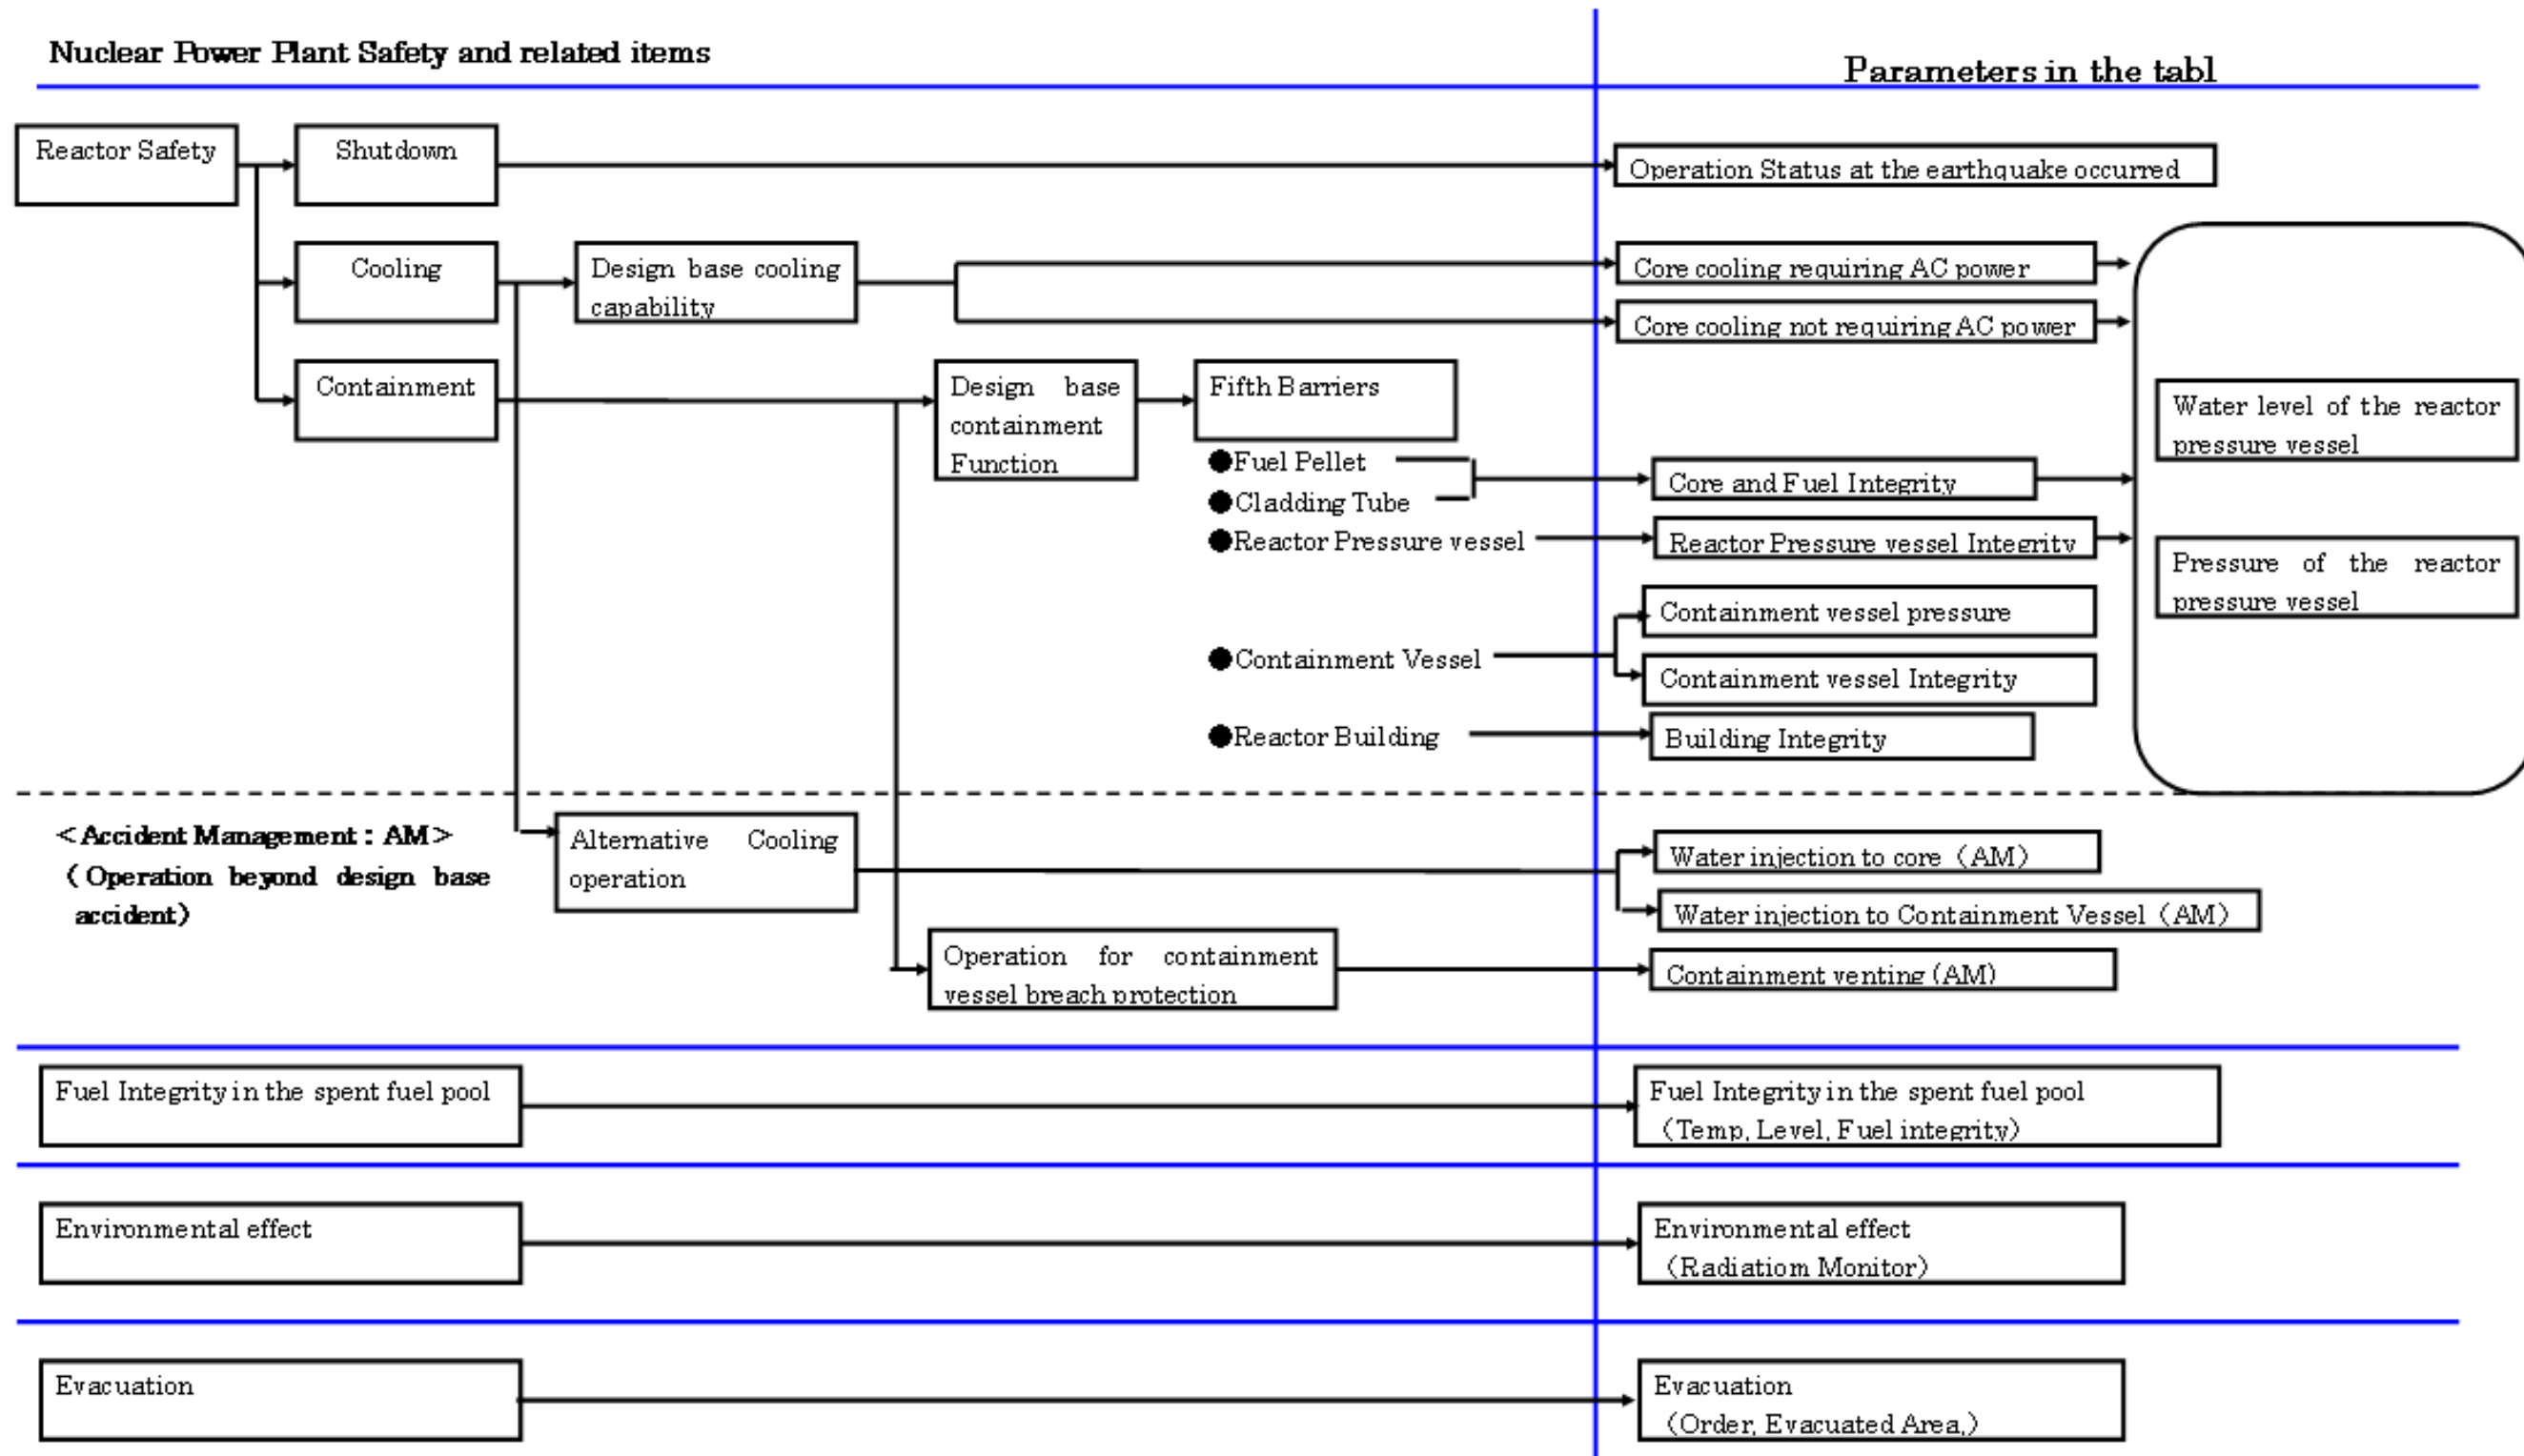 Nuclear Power Plant Safety and related items
Parameters in the tabl
Reactor Safety
Shutdown
Operation Status at the earthquake occurred
Cooling
Design base cooling
capability
Core cooling requiring AC power
Core cooling not requiring AC power
Containment
Design base
containment
Function
Fifth Barriers
Water level of the reactor
pressure vessel
●Fuel Pellet
●Cladding Tube
Core and Fuel Integrity
●Reactor Pressure vessel
Reactor Pressure vessel Integrity
Pressure of the reactor
pressure vessel
Containment vessel pressure
●Containment Vessel
Containment vessel Integrity
●Reactor Building
Building Integrity
<Accident Management：AM>
（Operation beyond design base
accident）
Alternative Cooling
operation
Water injection to core（AM）
Water injection to Containment Vessel（AM）
Operation for containment
vessel breach protection
Containment venting (AM)
Fuel Integrity in the spent fuel pool
Fuel Integrity in the spent fuel pool
（Temp, Level, Fuel integrity）
Environmental effect
Environmental effect
（Radiatiom Monitor）
Evacuation
Evacuation
（Order, Evacuated Area,）